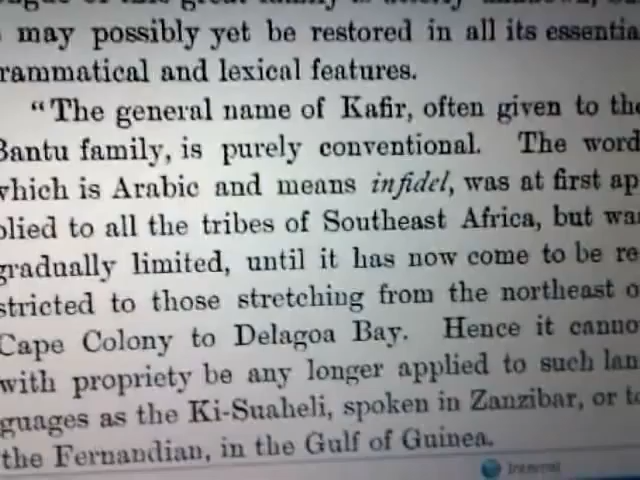 may possibly yet be restored in all its essentia
rammatical and lexical features.
"The general name of Kafir, often given to the
Bantu family, is purely conventional. The word
which is Arabic and means infidel, was at first ap
plied to all the tribes of Southeast Africa, but was
gradually limited, until it has now come to be re
stricted to those stretching from the northeast o
Cape Colony to Delagoa Bay. Hence it canno
with propriety be any longer applied to such lan
guages as the Ki-Suaheli, spoken in Zanzibar, or to
the Fernandian, in the Gulf of Guinea.
Internet